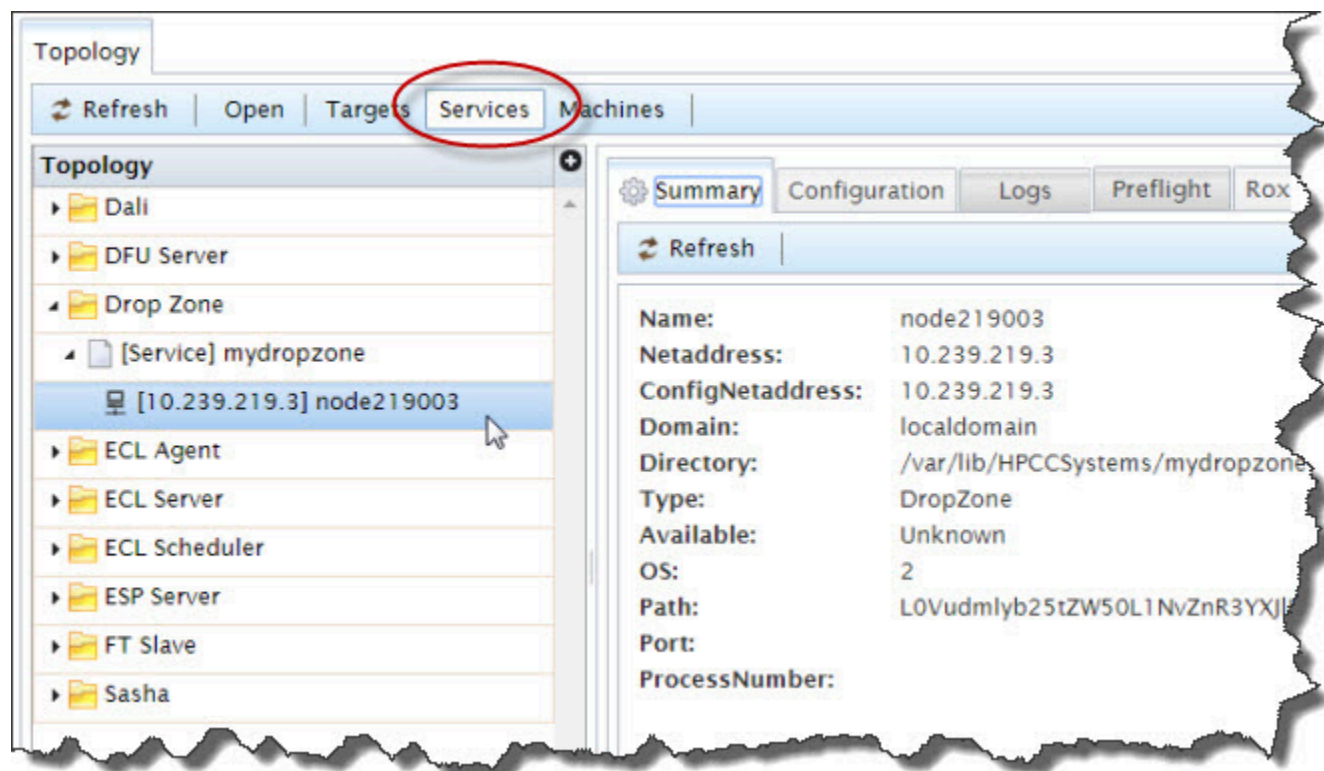 Topology
Refresh Open Targets Services Machines
Topology
Dali
DFU Server
Drop Zone
[Service] mydropzone
[10.239.219.3] node219003
ECL Agent
ECL Server
ECL Scheduler
ESP Server
FT Slave
Sasha
Summary Configuration Logs Preflight Rox
Refresh
Name: node219003
Netaddress: 10.239.219.3
ConfigNetaddress: 10.239.219.3
Domain: localdomain
Directory: /var/lib/HPCCSystems/mydropzone
Type: DropZone
Available: Unknown
OS: 2
Path:
Port:
ProcessNumber: